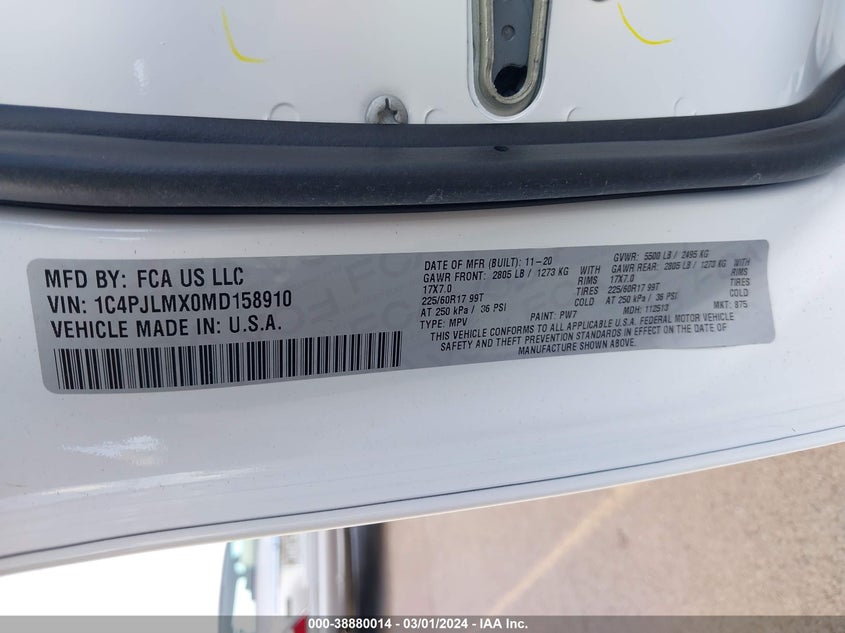 MFD BY: FCA US LLC
VIN: 1C4PJLMX0MD158910
VEHICLE MADE IN: U.S.A.
DATE OF MFR (BUILT): 11-20
GAWR FRONT: 2805 LB / 1273 KG WITH
17X7.0 RIMS
225/60R17 99T TIRES
AT 250 kPa / 36 PSI COLD
TYPE: MPV PAINT: PW7
GVWR: 5500 LB / 2495 KG
GAWR REAR: 2805 LB / 1273 KG WITH
17X7.0 RIMS
225/60R17 99T TIRES
AT 250 kPa / 36 PSI COLD
MDH: 112513 MKT: 875
THIS VEHICLE CONFORMS TO ALL APPLICABLE U.S.A. FEDERAL MOTOR VEHICLE
SAFETY AND THEFT PREVENTION STANDARDS IN EFFECT ON THE DATE OF
MANUFACTURE SHOWN ABOVE.
000-38880014 - 03/01/2024 - IAA Inc.